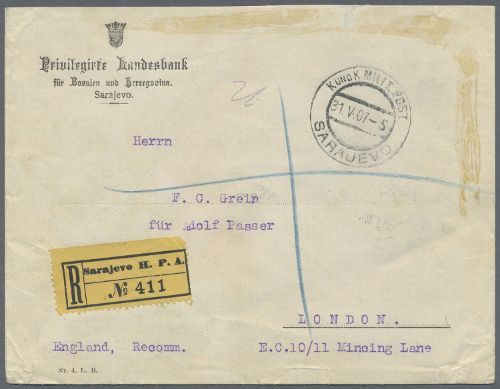 Privilegirte Landesbank
für Bosnien und Hercegovina.
Sarajevo.
K UND K MILIT. POST
31.V.07-5
SARAJEVO
Herrn
F. C. Grein
für Adolf Passer
R Sarajevo H. P. A.
№ 411
LONDON.
England, Recomm.
E.C.10/11 Mincing Lane
Nr. 4. L. B.